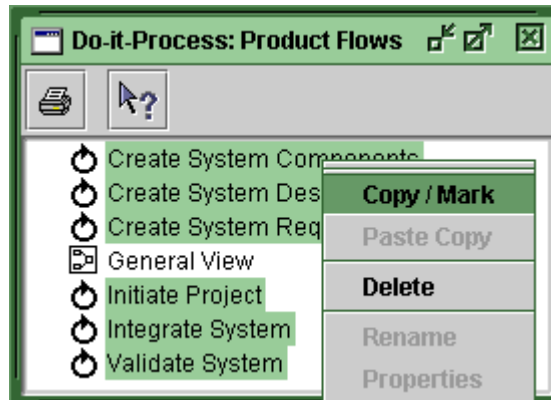 Do-it-Process: Product Flows
?
Create System Components
Create System Des
Create System Req
General View
Initiate Project
Integrate System
Validate System
Copy / Mark
Paste Copy
Delete
Rename
Properties